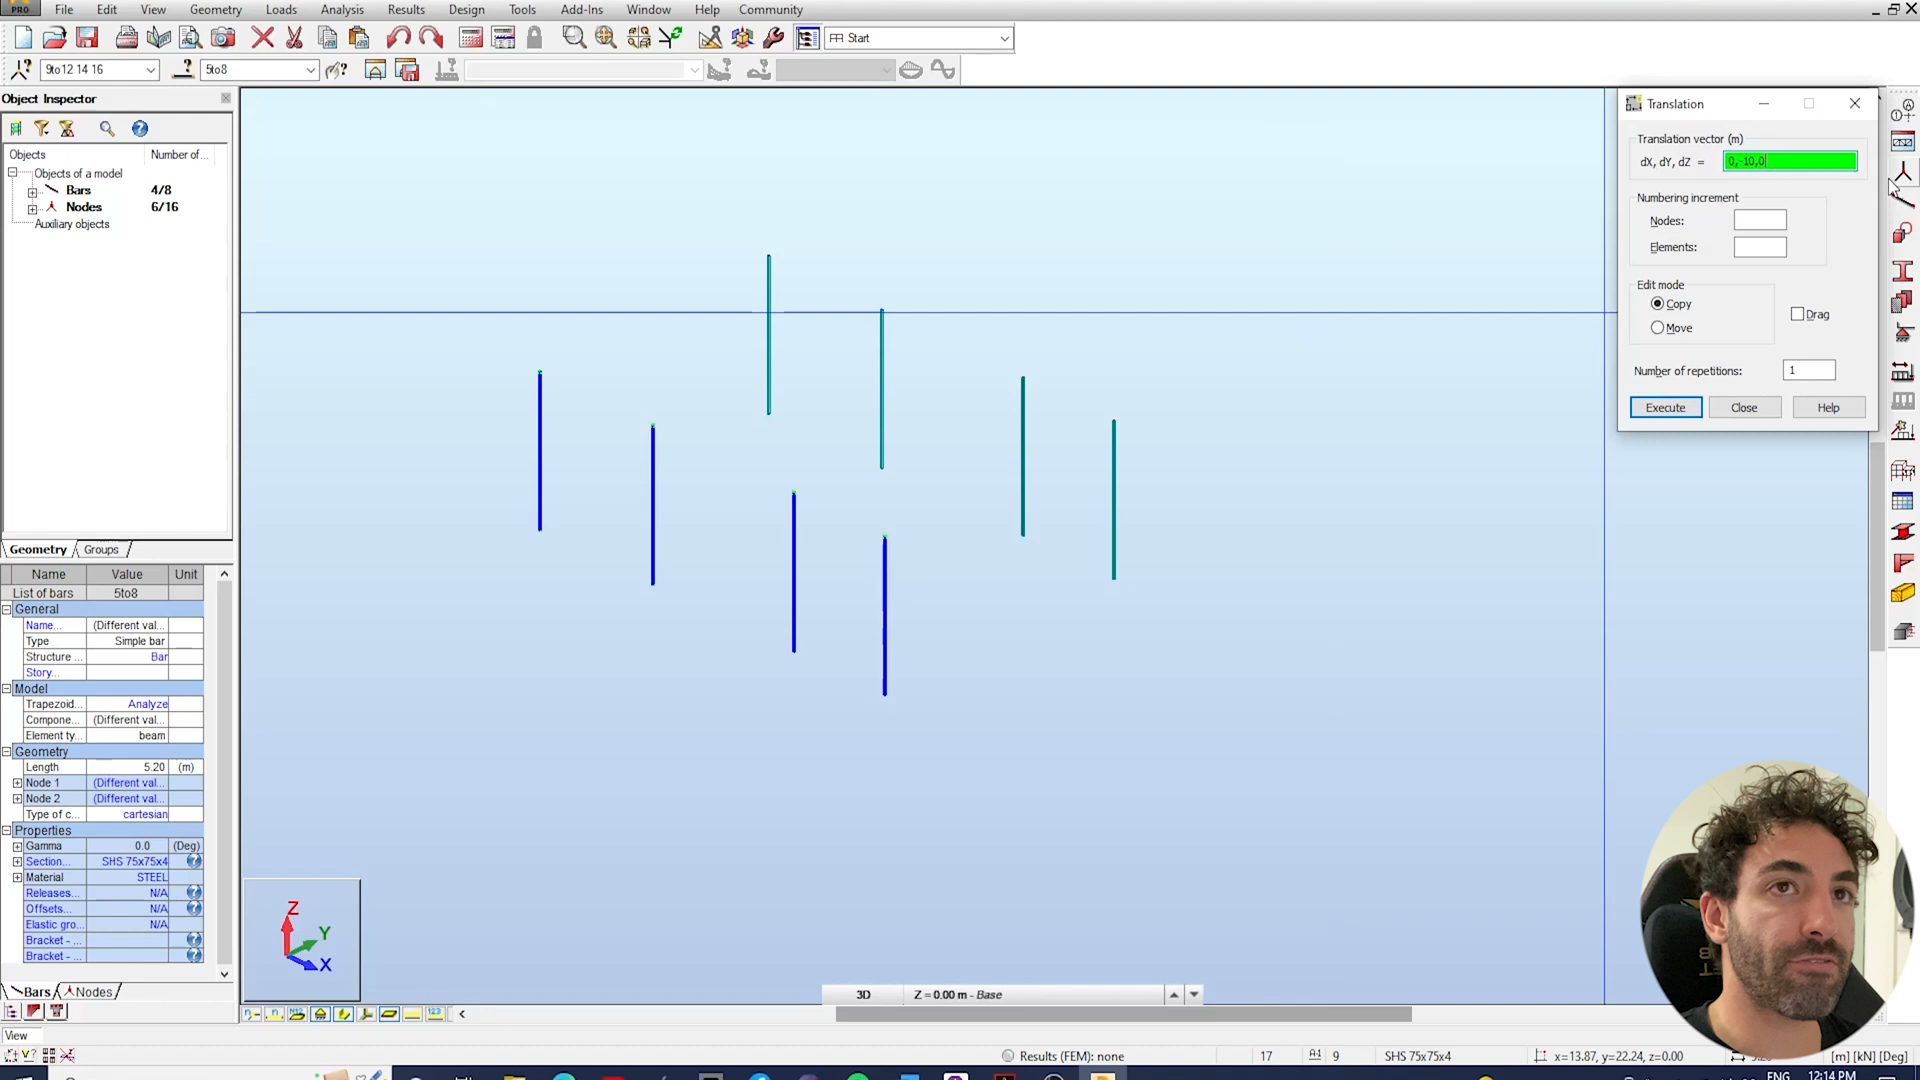 PRO File Edit View Geometry Loads Analysis Results Design Tools Add-Ins Window Help Community
Start
9to12 14 16 5to8
Object Inspector
Objects Number of...
Objects of a model
Bars 4/8
Nodes 6/16
Auxiliary objects
Geometry Groups
Name Value Unit
List of bars 5to8
General
Name... (Different val...
Type Simple bar
Structure ... Bar
Story...
Model
Trapezoid... Analyze
Compone... (Different val...
Element ty... beam
Geometry
Length 5.20 (m)
Node 1 (Different val...
Node 2 (Different val...
Type of c... cartesian
Properties
Gamma 0.0 (Deg)
Section... SHS 75x75x4
Material STEEL
Releases... N/A
Offsets... N/A
Elastic gro... N/A
Bracket - ...
Bracket - ...
Bars Nodes
View
Z
Y
X
3D Z = 0.00 m - Base
Translation
Translation vector (m)
dX, dY, dZ = 0,-10,0
Numbering increment
Nodes:
Elements:
Edit mode
Copy
Move
Drag
Number of repetitions: 1
Execute Close Help
Results (FEM): none 17 9 SHS 75x75x4 x=13.87, y=22.24, z=0.00 [m] [kN] [Deg]
ENG 12:14 PM